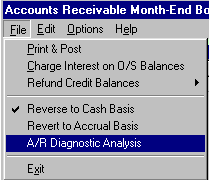 Accounts Receivable Month-End Bo
File Edit Options Help
Print & Post
Charge Interest on O/S Balances
Refund Credit Balances
Reverse to Cash Basis
Revert to Accrual Basis
A/R Diagnostic Analysis
Exit